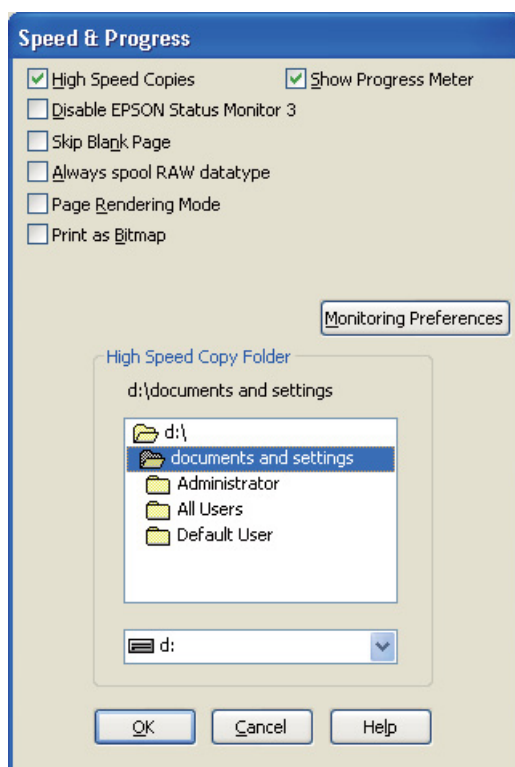 Speed & Progress
High Speed Copies Show Progress Meter
Disable EPSON Status Monitor 3
Skip Blank Page
Always spool RAW datatype
Page Rendering Mode
Print as Bitmap
Monitoring Preferences
High Speed Copy Folder
d:\documents and settings
d:\
documents and settings
Administrator
All Users
Default User
d:
OK Cancel Help